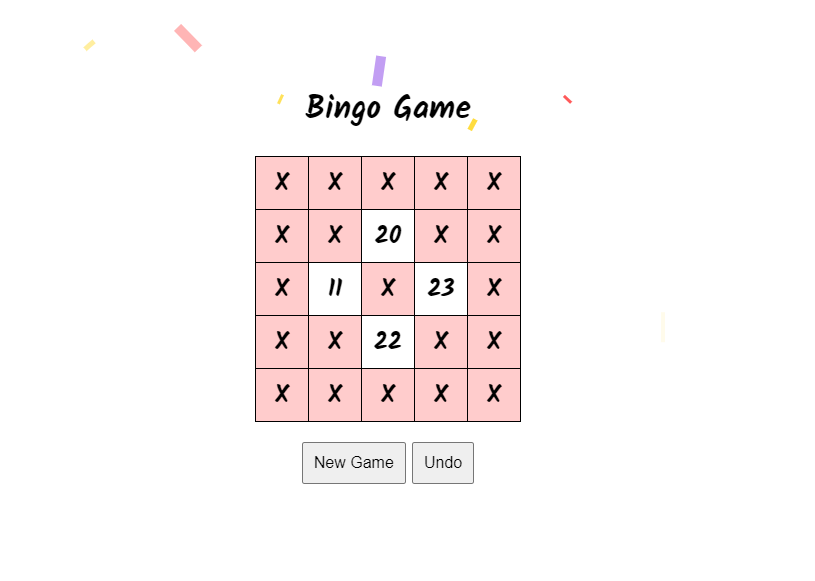 Bingo Game
X X X X X
X X 20 X X
X 11 X 23 X
X X 22 X X
X X X X X
New Game Undo